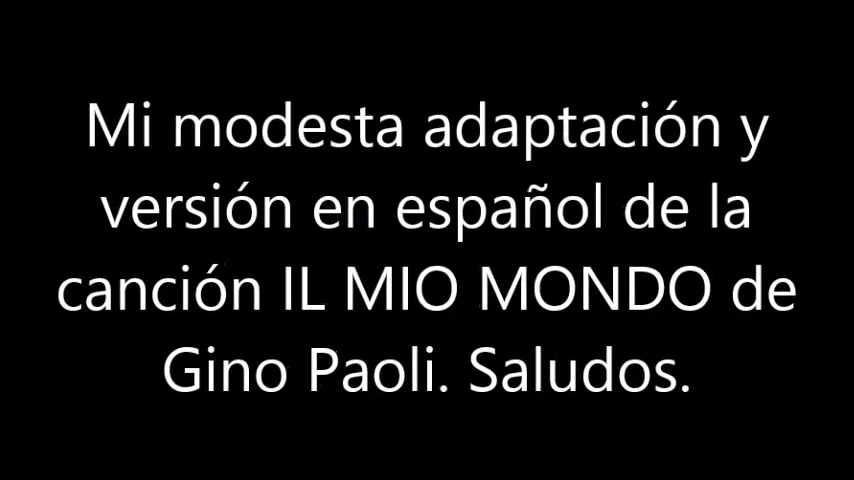 Mi modesta adaptación y
versión en español de la
canción IL MIO MONDO de
Gino Paoli. Saludos.